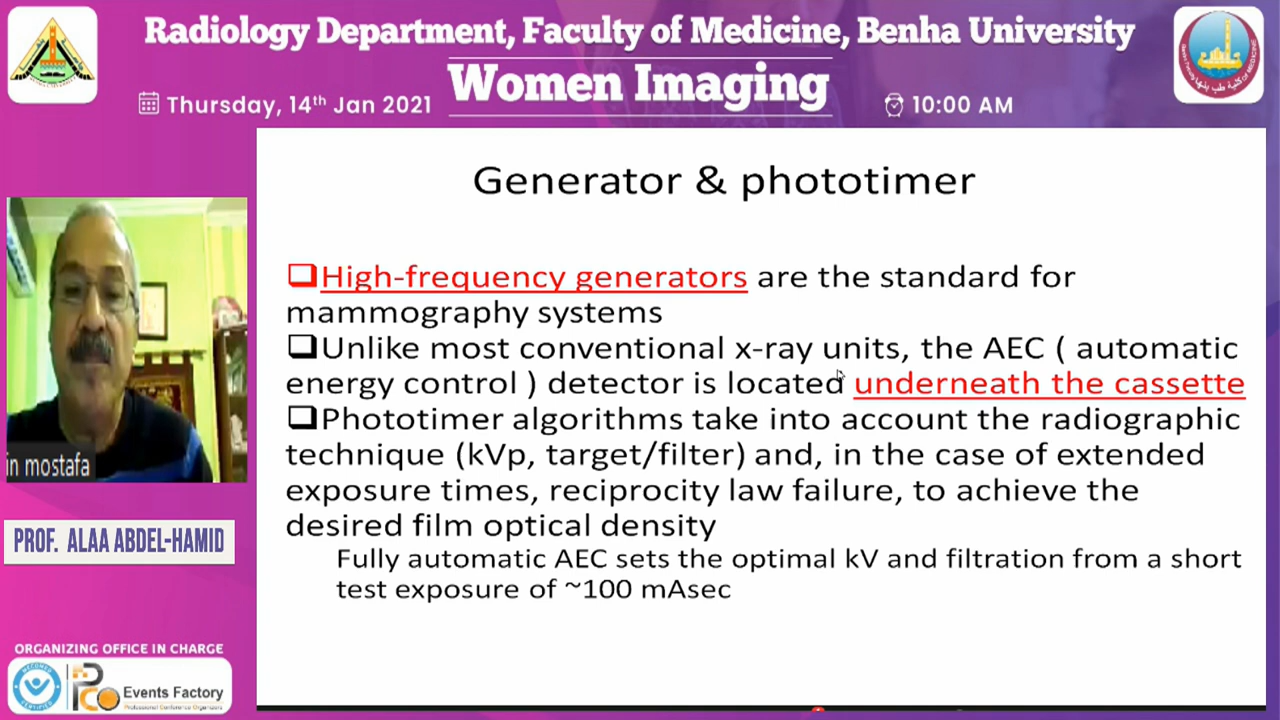 Radiology Department, Faculty of Medicine, Benha University
Women Imaging
Thursday, 14th Jan 2021
10:00 AM
Generator & phototimer
❑High-frequency generators are the standard for
mammography systems
❑Unlike most conventional x-ray units, the AEC ( automatic
energy control ) detector is located underneath the cassette
❑Phototimer algorithms take into account the radiographic
technique (kVp, target/filter) and, in the case of extended
exposure times, reciprocity law failure, to achieve the
desired film optical density
Fully automatic AEC sets the optimal kV and filtration from a short
test exposure of ~100 mAsec
in mostafa
PROF. ALAA ABDEL-HAMID
ORGANIZING OFFICE IN CHARGE
PCO Events Factory
Professional Conference Organizers